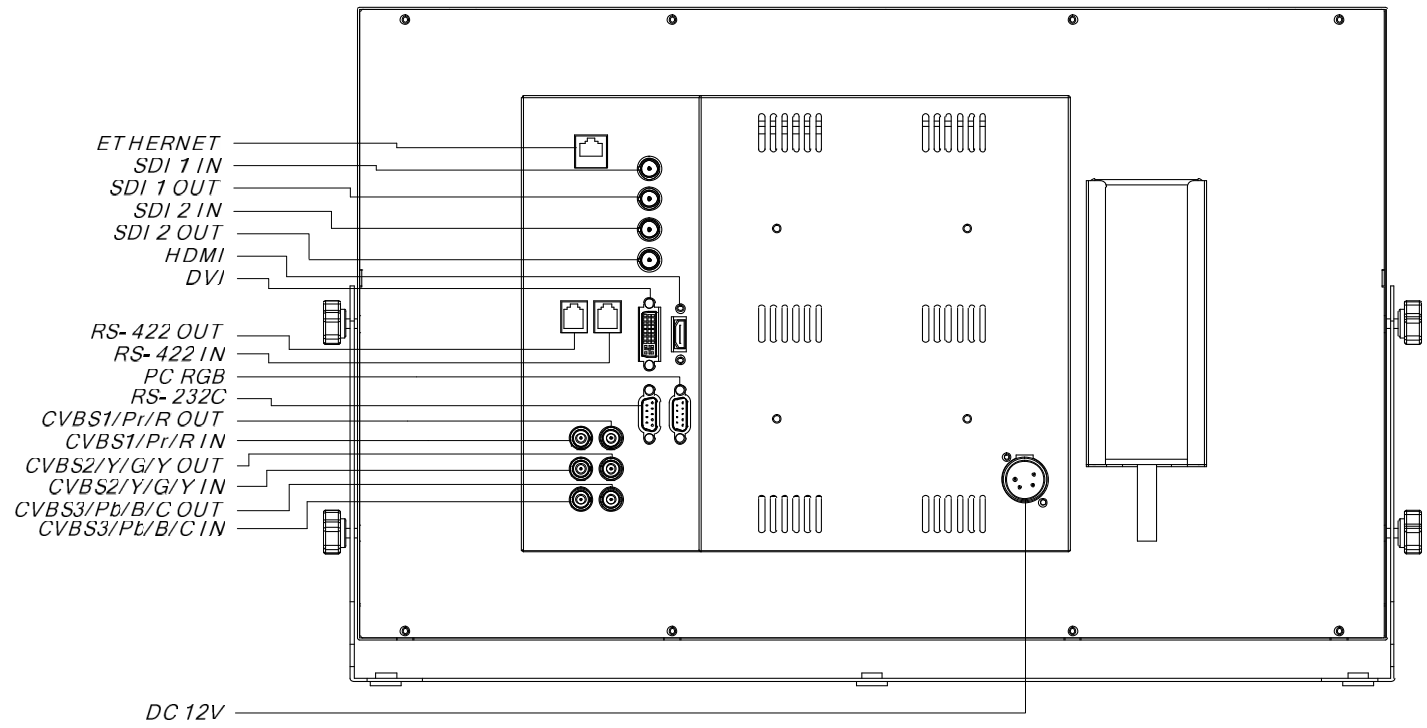 ETHERNET
SDI 1 IN
SDI 1 OUT
SDI 2 IN
SDI 2 OUT
HDMI
DVI
RS-422 OUT
RS-422 IN
PC RGB
RS-232C
CVBS1/Pr/R OUT
CVBS1/Pr/R IN
CVBS2/Y/G/Y OUT
CVBS2/Y/G/Y IN
CVBS3/Pb/B/C OUT
CVBS3/Pb/B/C IN
DC 12V